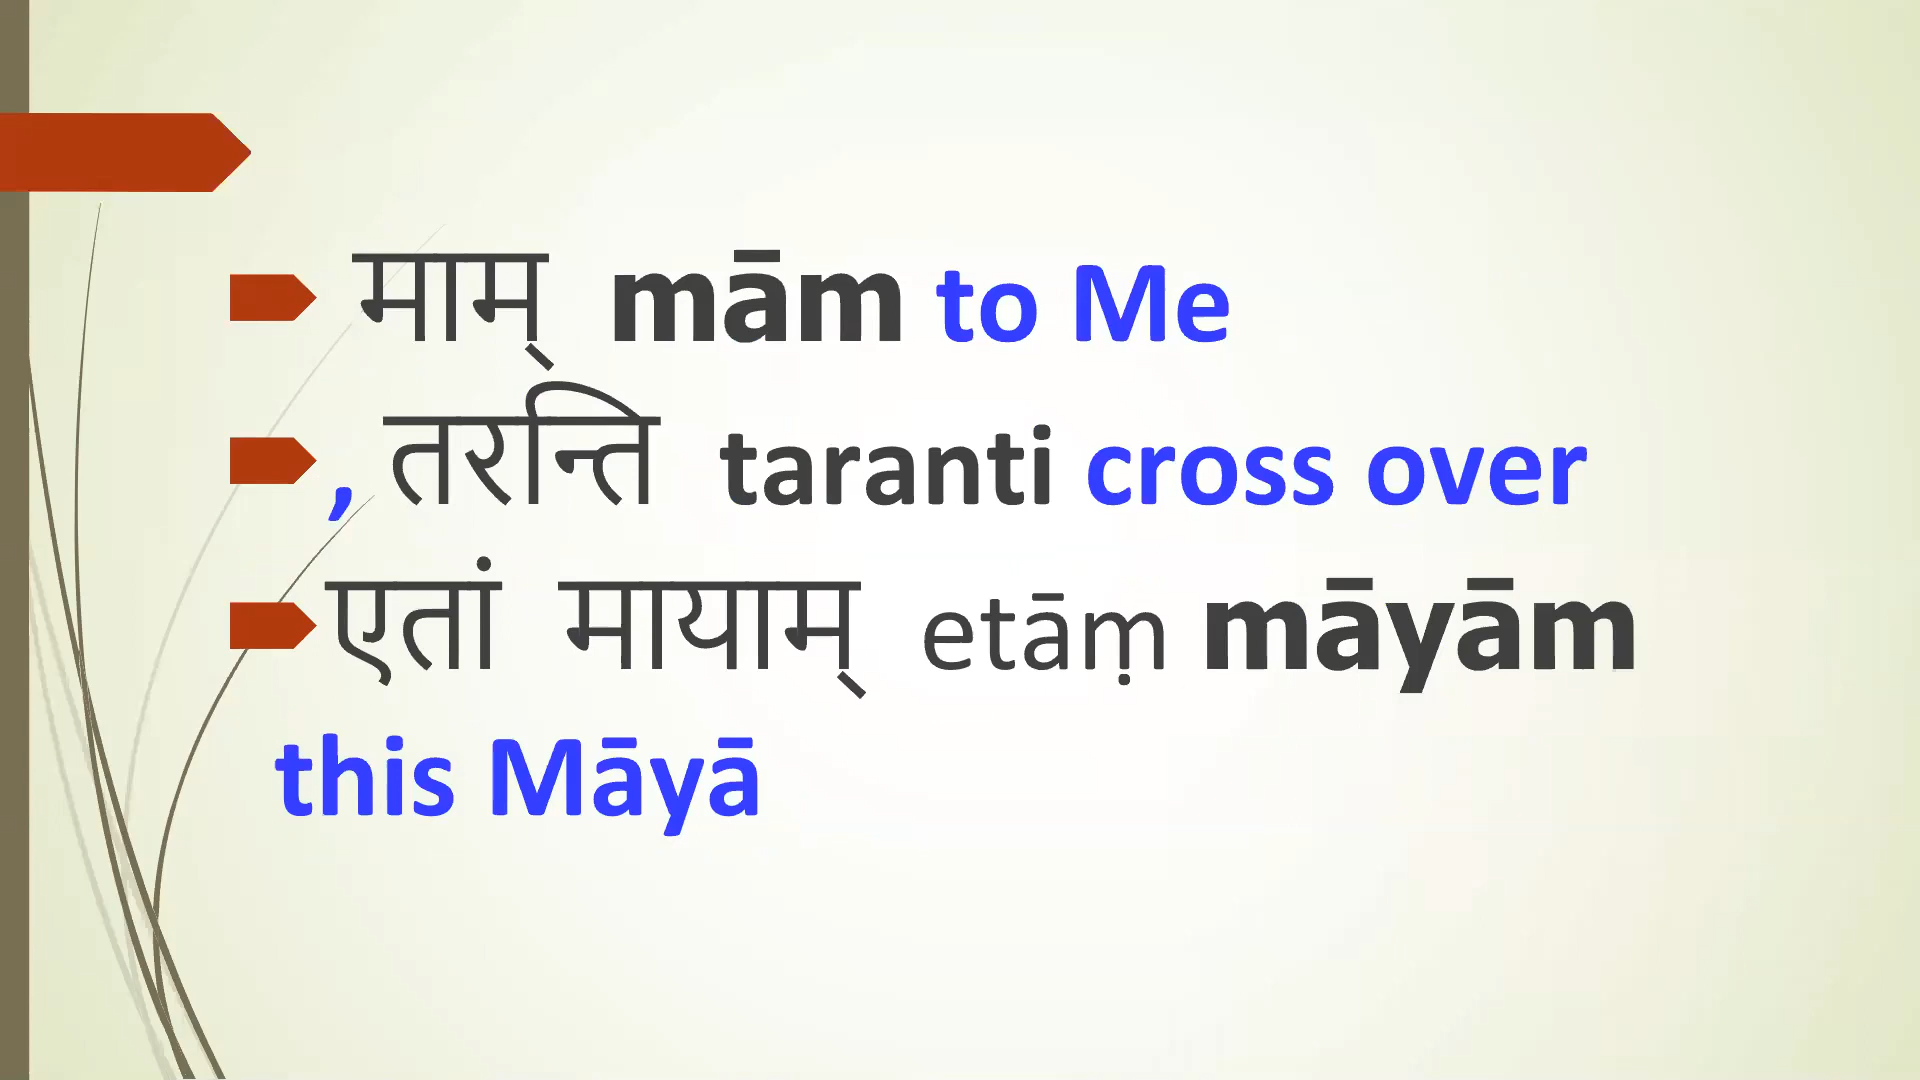 माम् mām to Me
, तरन्ति taranti cross over
एतां मायाम् etāṃ māyām
this Māyā